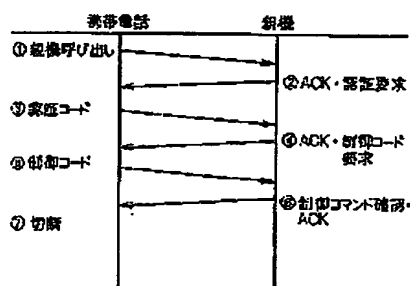 携帯電話
親機
①親機呼び出し
②ACK・認証要求
③認証コード
④ACK・制御コード
要求
⑤制御コード
⑥制御コマンド確認・
ACK
⑦切断